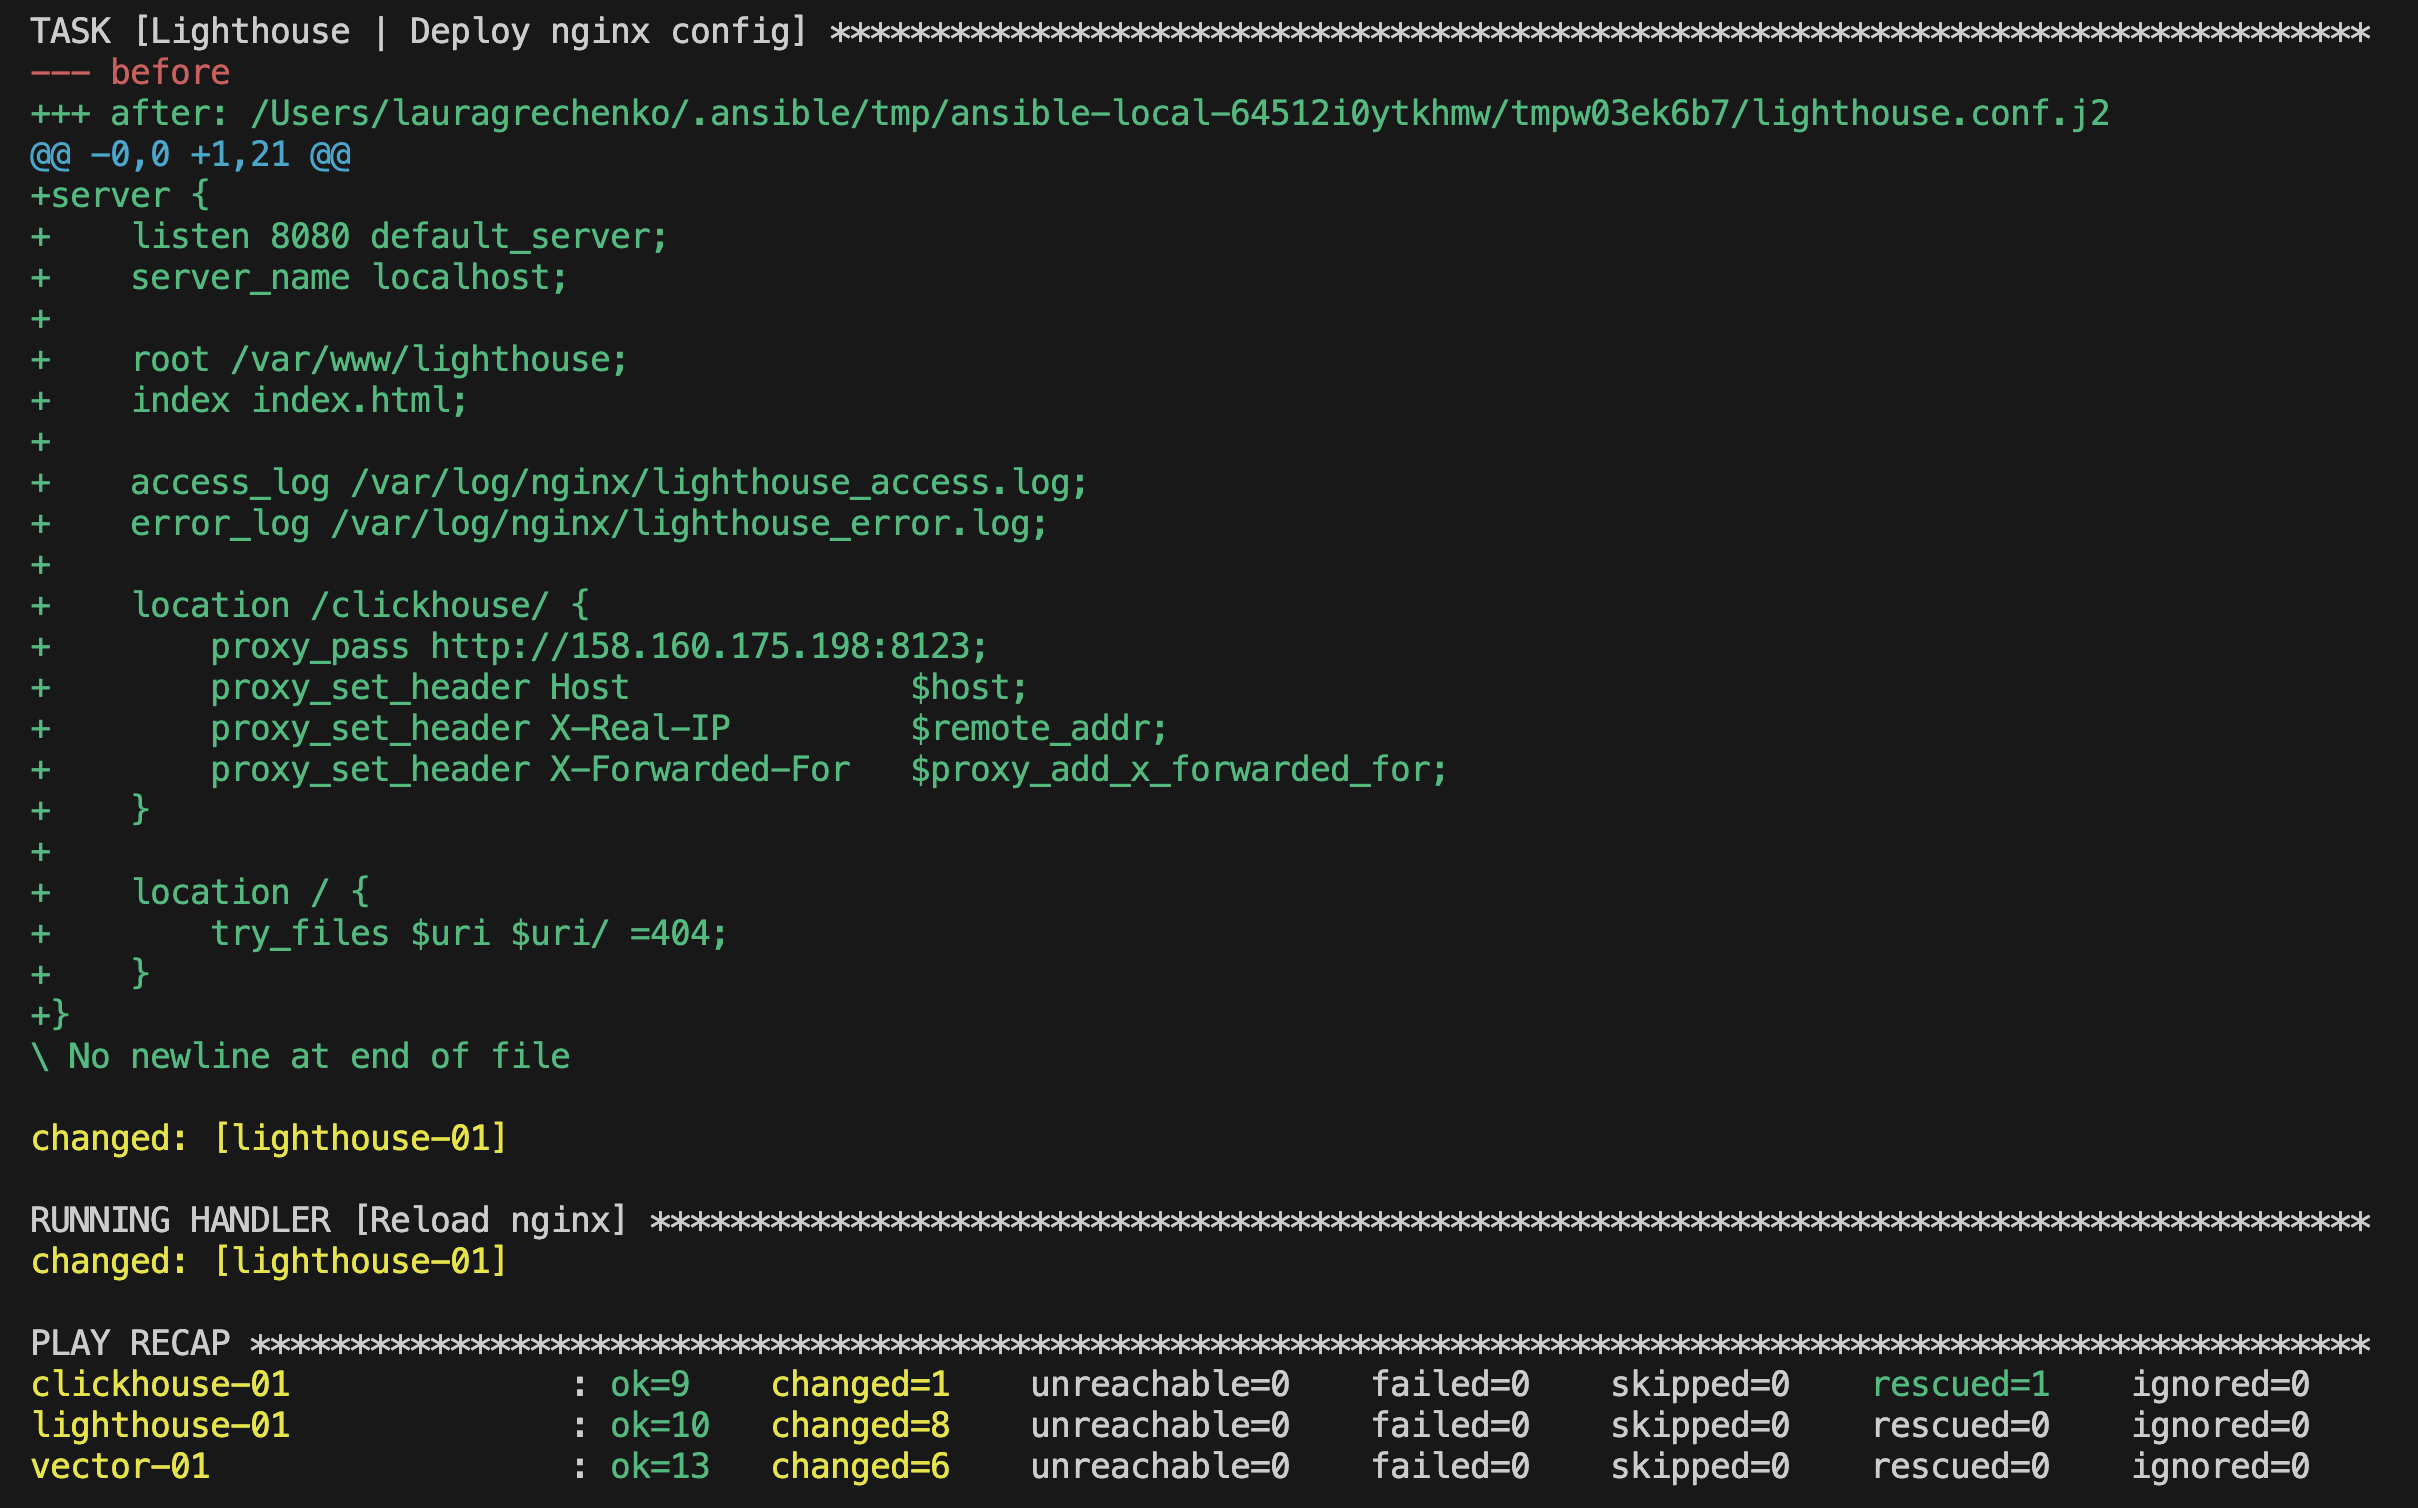 TASK [Lighthouse | Deploy nginx config] *****************************************************************************
--- before
+++ after: /Users/lauragrechenko/.ansible/tmp/ansible-local-64512i0ytkhmw/tmpw03ek6b7/lighthouse.conf.j2
@@ -0,0 +1,21 @@
+server {
+    listen 8080 default_server;
+    server_name localhost;
+
+    root /var/www/lighthouse;
+    index index.html;
+
+    access_log /var/log/nginx/lighthouse_access.log;
+    error_log /var/log/nginx/lighthouse_error.log;
+
+    location /clickhouse/ {
+        proxy_pass http://158.160.175.198:8123;
+        proxy_set_header Host              $host;
+        proxy_set_header X-Real-IP         $remote_addr;
+        proxy_set_header X-Forwarded-For   $proxy_add_x_forwarded_for;
+    }
+
+    location / {
+        try_files $uri $uri/ =404;
+    }
+}
\ No newline at end of file
changed: [lighthouse-01]
RUNNING HANDLER [Reload nginx] **************************************************************************************
changed: [lighthouse-01]
PLAY RECAP **********************************************************************************************************
clickhouse-01              : ok=9    changed=1    unreachable=0    failed=0    skipped=0    rescued=1    ignored=0
lighthouse-01              : ok=10   changed=8    unreachable=0    failed=0    skipped=0    rescued=0    ignored=0
vector-01                  : ok=13   changed=6    unreachable=0    failed=0    skipped=0    rescued=0    ignored=0